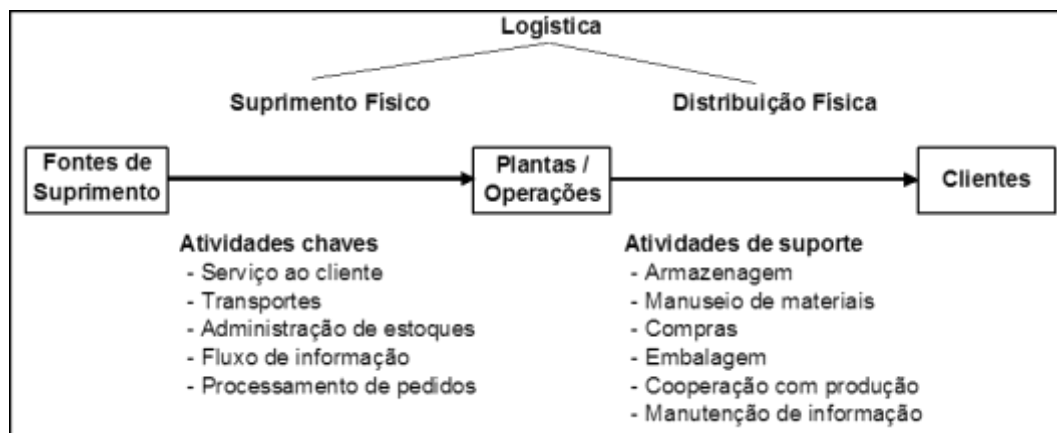 Logística
Suprimento Físico
Distribuição Física
Fontes de
Suprimento
Plantas /
Operações
Clientes
Atividades chaves
- Serviço ao cliente
- Transportes
- Administração de estoques
- Fluxo de informação
- Processamento de pedidos
Atividades de suporte
- Armazenagem
- Manuseio de materiais
- Compras
- Embalagem
- Cooperação com produção
- Manutenção de informação